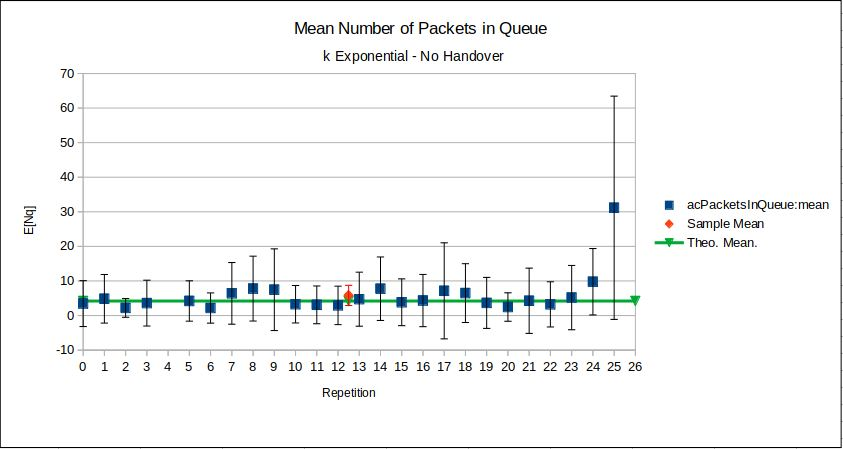 Mean Number of Packets in Queue
k Exponential - No Handover
70
60
50
40
30
20
10
0
-10
E[Nq]
0 1 2 3 4 5 6 7 8 9 10 11 12 13 14 15 16 17 18 19 20 21 22 23 24 25 26
Repetition
acPacketsInQueue:mean
Sample Mean
Theo. Mean.